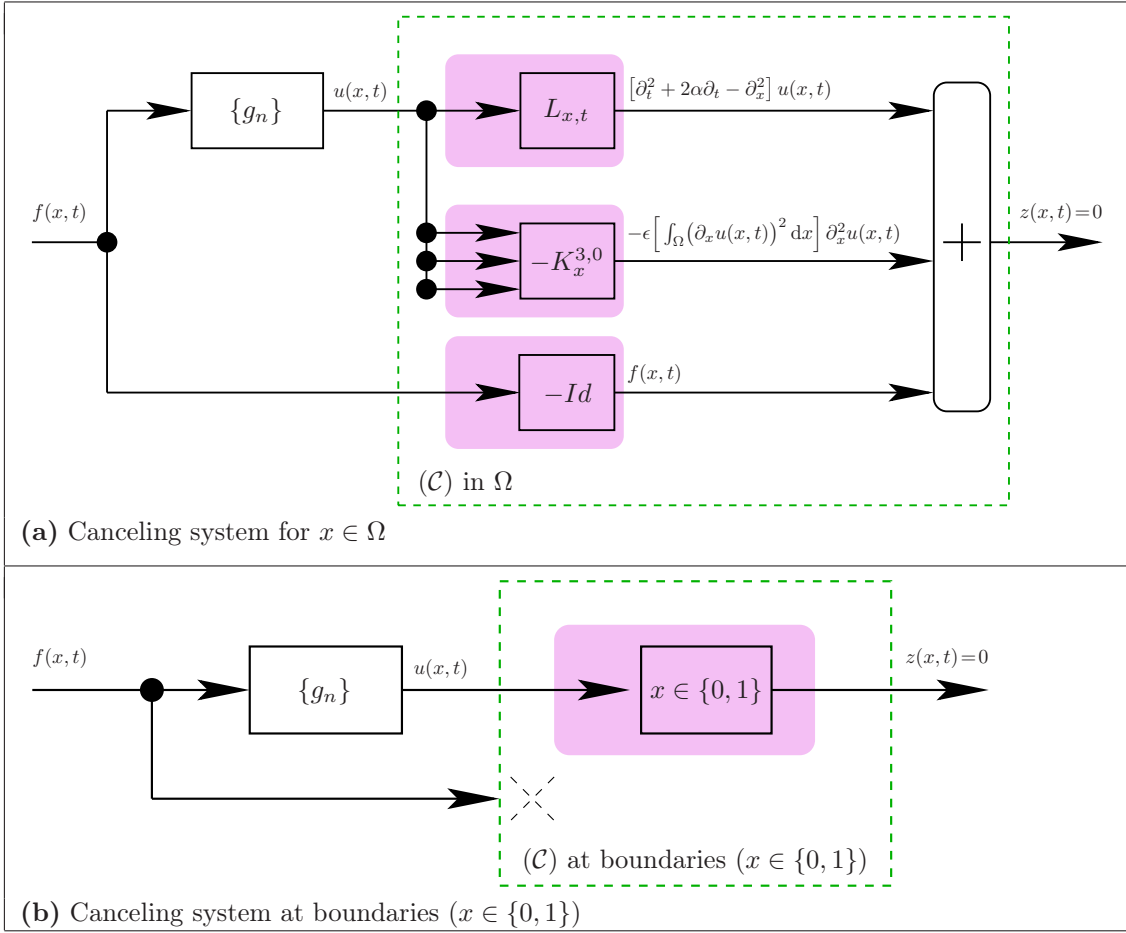 f(x,t)
{g_n}
u(x,t)
L_{x,t}
[∂_t^2 + 2α∂_t − ∂_x^2] u(x,t)
−K_x^{3,0}
−ϵ[∫_Ω(∂_x u(x,t))^2 dx] ∂_x^2 u(x,t)
−Id
f(x,t)
+
z(x,t)=0
(𝒞) in Ω
(a) Canceling system for x ∈ Ω
f(x,t)
{g_n}
u(x,t)
x ∈ {0, 1}
z(x,t)=0
(𝒞) at boundaries (x ∈ {0, 1})
(b) Canceling system at boundaries (x ∈ {0, 1})